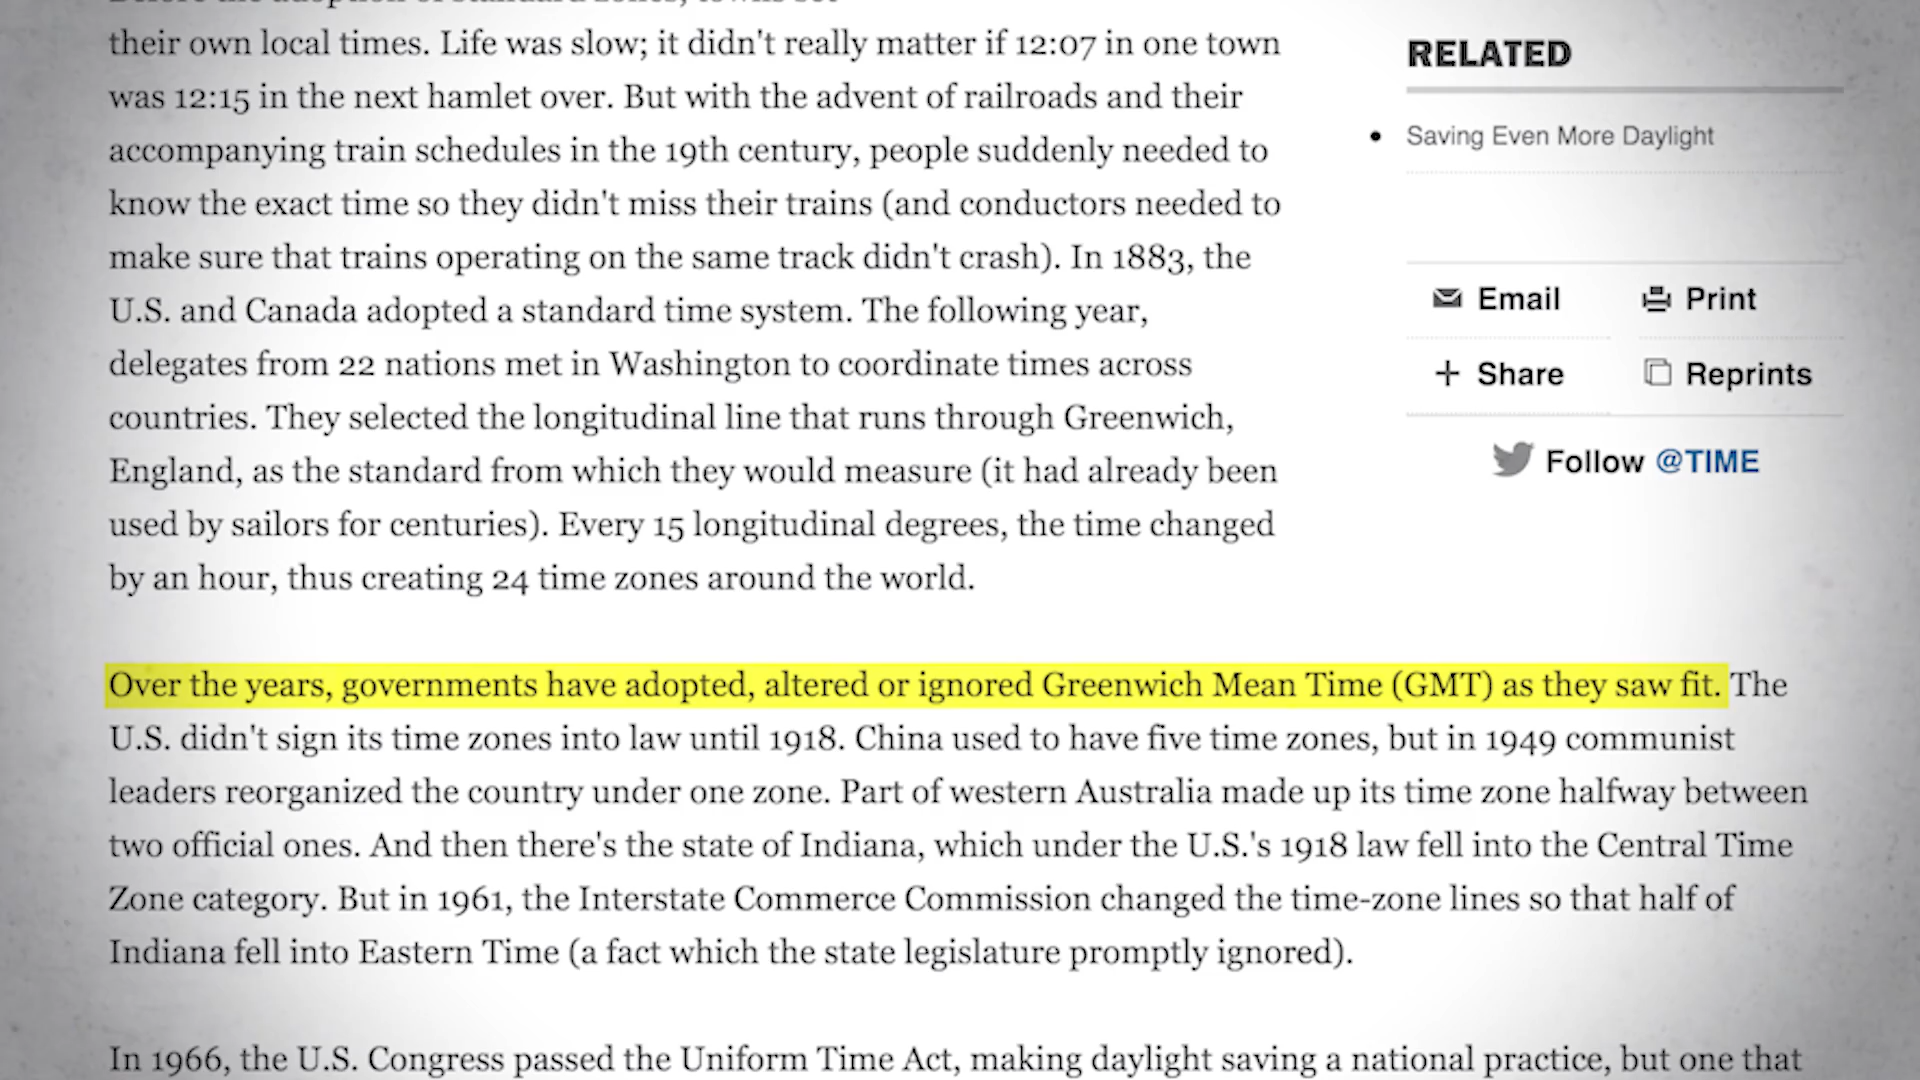 their own local times. Life was slow; it didn't really matter if 12:07 in one town
was 12:15 in the next hamlet over. But with the advent of railroads and their
accompanying train schedules in the 19th century, people suddenly needed to
know the exact time so they didn't miss their trains (and conductors needed to
make sure that trains operating on the same track didn't crash). In 1883, the
U.S. and Canada adopted a standard time system. The following year,
delegates from 22 nations met in Washington to coordinate times across
countries. They selected the longitudinal line that runs through Greenwich,
England, as the standard from which they would measure (it had already been
used by sailors for centuries). Every 15 longitudinal degrees, the time changed
by an hour, thus creating 24 time zones around the world.
Over the years, governments have adopted, altered or ignored Greenwich Mean Time (GMT) as they saw fit. The
U.S. didn't sign its time zones into law until 1918. China used to have five time zones, but in 1949 communist
leaders reorganized the country under one zone. Part of western Australia made up its time zone halfway between
two official ones. And then there's the state of Indiana, which under the U.S.'s 1918 law fell into the Central Time
Zone category. But in 1961, the Interstate Commerce Commission changed the time-zone lines so that half of
Indiana fell into Eastern Time (a fact which the state legislature promptly ignored).
In 1966, the U.S. Congress passed the Uniform Time Act, making daylight saving a national practice, but one that
RELATED
• Saving Even More Daylight
Email
Print
+ Share
Reprints
Follow @TIME